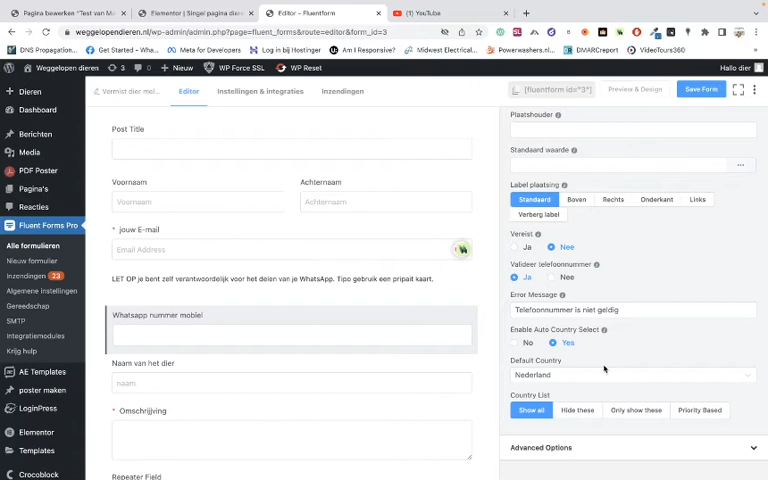 Pagina bewerken "Test van Ma
Elementor | Singel pagina diere
Editor – Fluentform
YouTube
weggelopendieren.nl/wp-admin/admin.php?page=fluent_forms&route=editor&form_id=3
DNS Propagation...
Get Started – Wha...
Meta for Developers
Log in bij Hostinger
Am I Responsive?
Midwest Electrical...
Powerwashers.nl...
DMARCreport
VideoTours360
Weggelopen dieren
3
0
Nieuw
WP Force SSL
WP Reset
Hallo dier
Dieren
Dashboard
Berichten
Media
PDF Poster
Pagina's
Reacties
Fluent Forms Pro
Alle formulieren
Nieuw formulier
Inzendingen 23
Algemene instellingen
Gereedschap
SMTP
Integratiemodules
Krijg hulp
AE Templates
poster maken
LoginPress
Elementor
Templates
Crocoblock
Vermist dier mel...
Editor
Instellingen & integraties
Inzendingen
[fluentform id="3"]
Preview & Design
Save Form
Post Title
Voornaam
Achternaam
Voornaam
Achternaam
* jouw E-mail
Email Address
LET OP je bent zelf verantwoordelijk voor het delen van je WhatsApp. Tipo gebruik een pripait kaart.
Whatsapp nummer mobiel
Naam van het dier
naam
* Omschrijving
Repeater Field
Plaatshouder
Standaard waarde
Label plaatsing
Standaard
Boven
Rechts
Onderkant
Links
Verberg label
Vereist
Ja
Nee
Valideer telefoonnummer
Ja
Nee
Error Message
Telefoonnummer is niet geldig
Enable Auto Country Select
No
Yes
Default Country
Nederland
Country List
Show all
Hide these
Only show these
Priority Based
Advanced Options